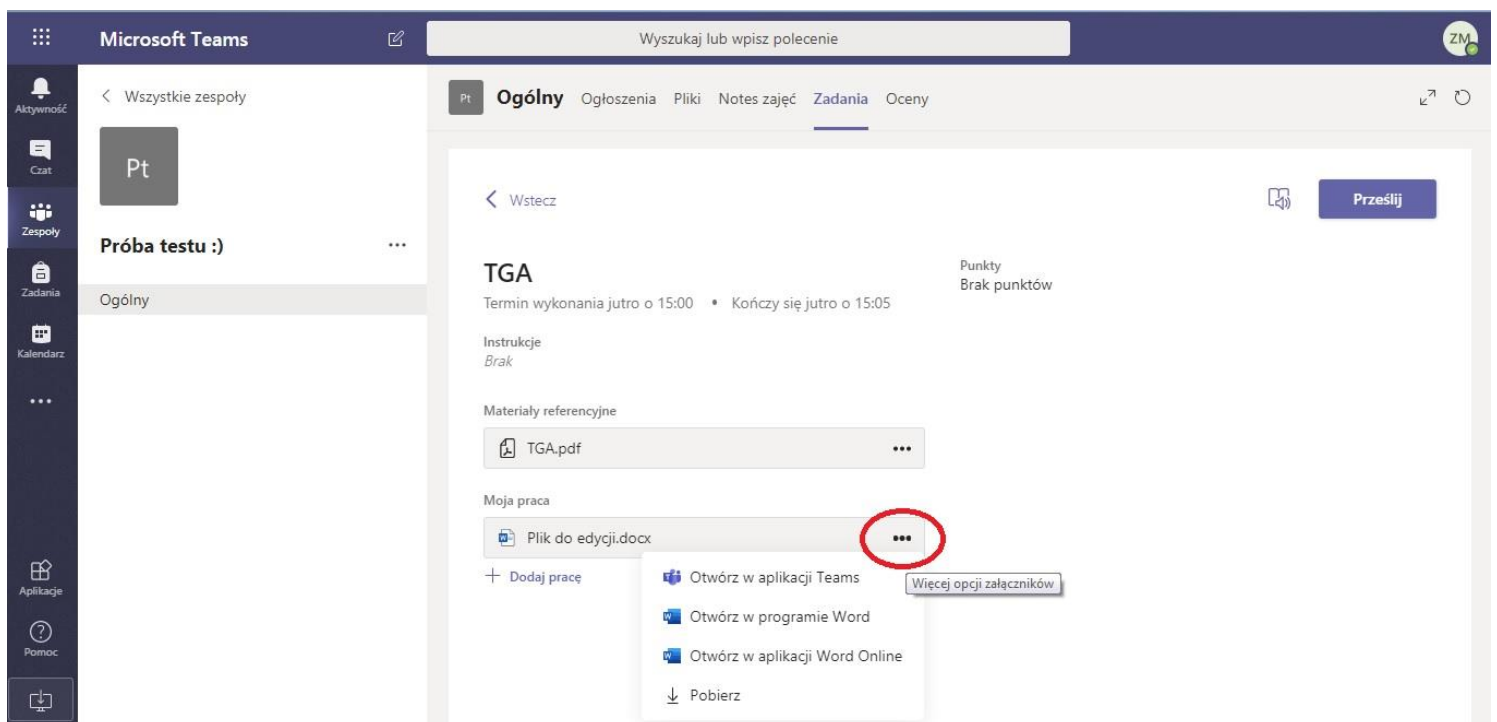 Microsoft Teams
Wyszukaj lub wpisz polecenie
ZM
Aktywność
Czat
Zespoły
Zadania
Kalendarz
Aplikacje
Pomoc
Wszystkie zespoły
Pt
Próba testu :)
Ogólny
Pt Ogólny Ogłoszenia Pliki Notes zajęć Zadania Oceny
Wstecz
Prześlij
TGA
Termin wykonania jutro o 15:00 • Kończy się jutro o 15:05
Punkty
Brak punktów
Instrukcje
Brak
Materiały referencyjne
TGA.pdf
Moja praca
Plik do edycji.docx
Dodaj pracę
Więcej opcji załączników
Otwórz w aplikacji Teams
Otwórz w programie Word
Otwórz w aplikacji Word Online
Pobierz